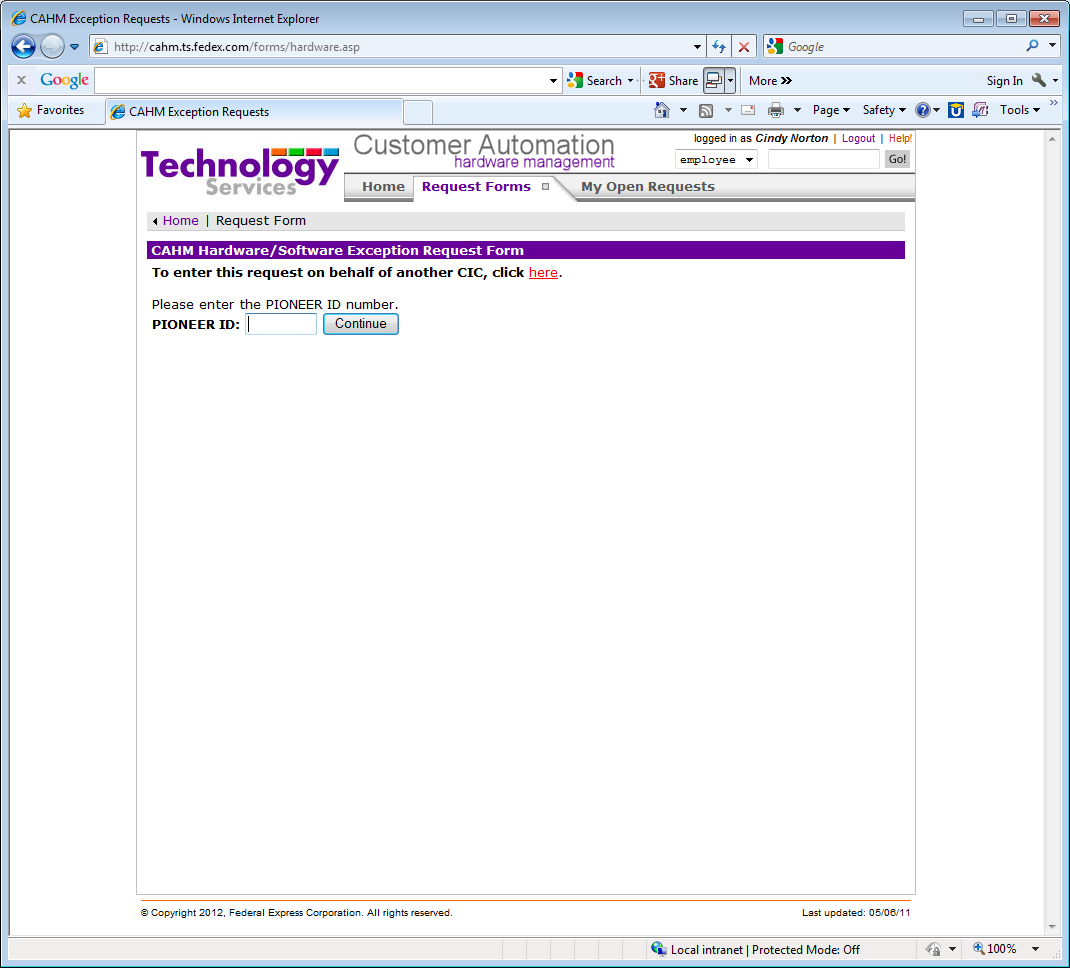 CAHM Exception Requests - Windows Internet Explorer
http://cahm.ts.fedex.com/forms/hardware.asp
Google
x Google Search Share More » Sign In
Favorites CAHM Exception Requests Page Safety Tools »
logged in as Cindy Norton | Logout | Help!
Customer Automation
hardware management
employee Go!
Technology
Services
Home Request Forms My Open Requests
Home | Request Form
CAHM Hardware/Software Exception Request Form
To enter this request on behalf of another CIC, click here.
Please enter the PIONEER ID number.
PIONEER ID: Continue
© Copyright 2012, Federal Express Corporation. All rights reserved. Last updated: 05/06/11
Local intranet | Protected Mode: Off 100%